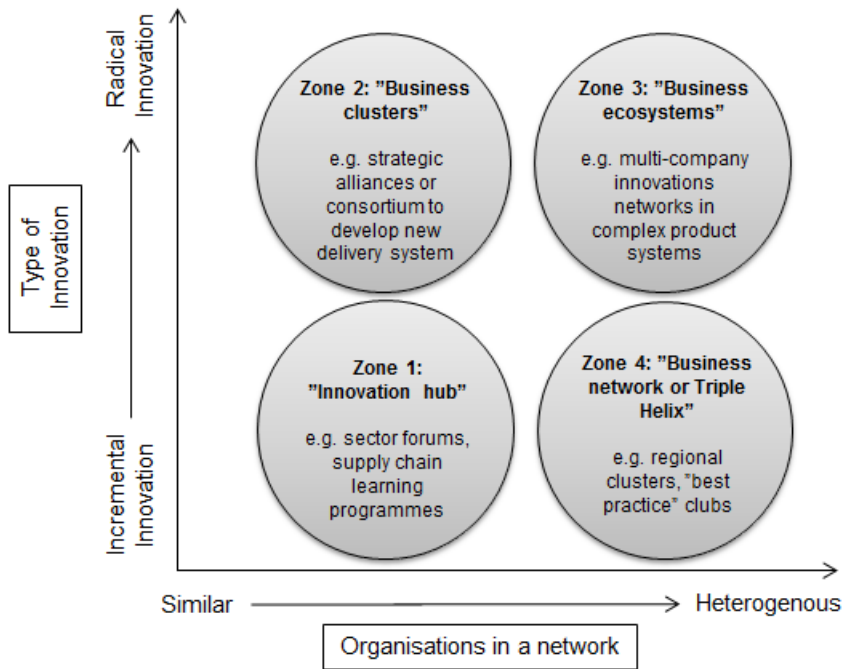 Radical
Innovation
Type of
Innovation
Incremental
Innovation
Zone 2: ”Business
clusters”
e.g. strategic
alliances or
consortium to
develop new
delivery system
Zone 3: ”Business
ecosystems”
e.g. multi-company
innovations
networks in
complex product
systems
Zone 1:
”Innovation hub”
e.g. sector forums,
supply chain
learning
programmes
Zone 4: ”Business
network or Triple
Helix”
e.g. regional
clusters, ”best
practice” clubs
Similar
Heterogenous
Organisations in a network